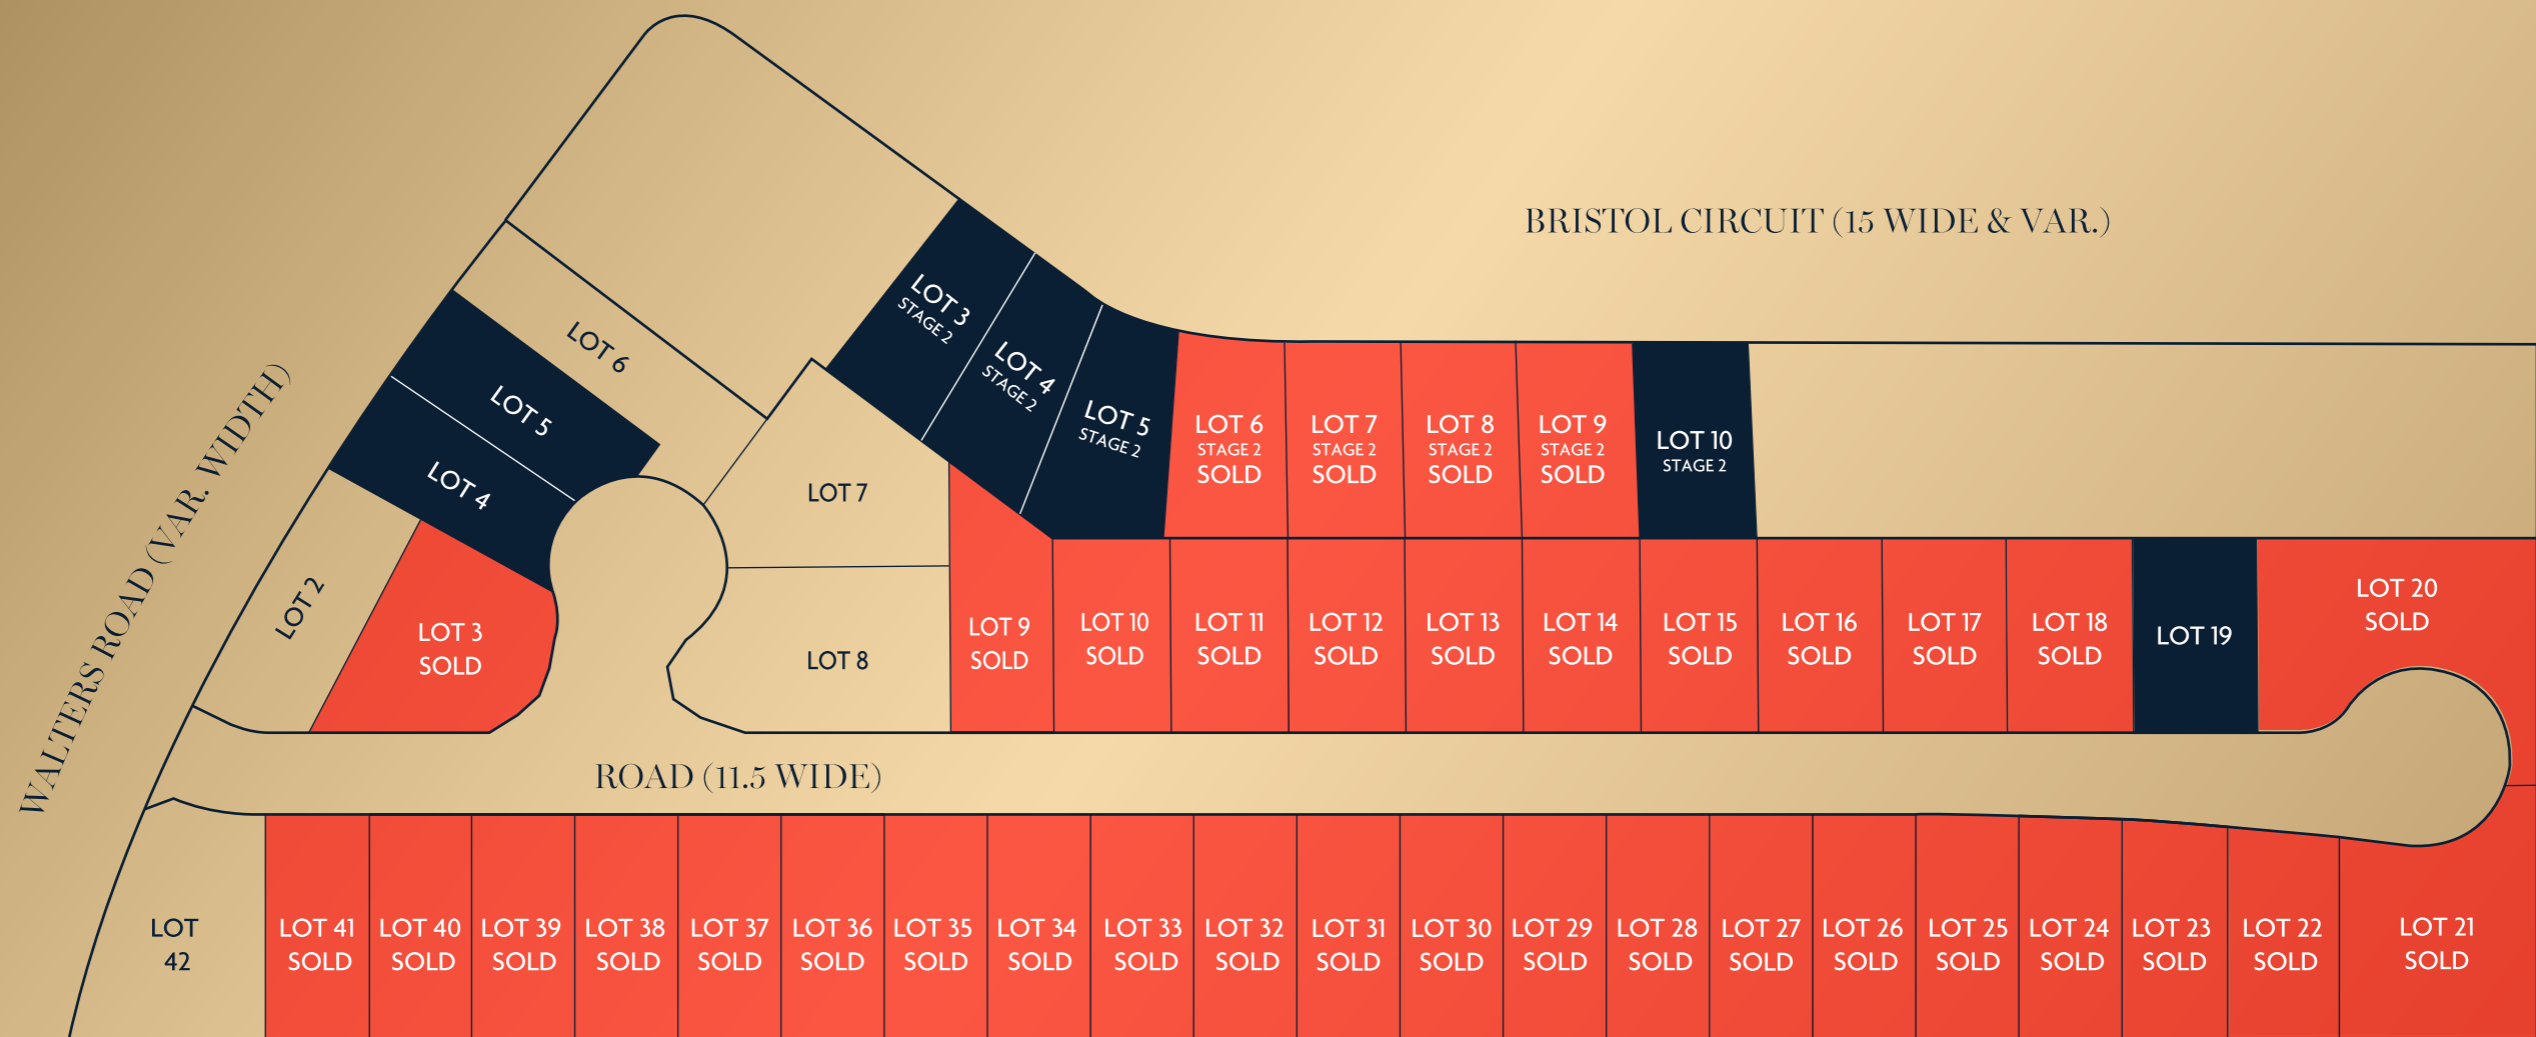 BRISTOL CIRCUIT (15 WIDE & VAR.)
WALTERS ROAD (VAR. WIDTH)
LOT 6
LOT 5
LOT 4
LOT 2
LOT 3
SOLD
LOT 7
LOT 8
LOT 3
STAGE 2
LOT 4
STAGE 2
LOT 5
STAGE 2
LOT 6
STAGE 2
SOLD
LOT 7
STAGE 2
SOLD
LOT 8
STAGE 2
SOLD
LOT 9
STAGE 2
SOLD
LOT 10
STAGE 2
LOT 9
SOLD
LOT 10
SOLD
LOT 11
SOLD
LOT 12
SOLD
LOT 13
SOLD
LOT 14
SOLD
LOT 15
SOLD
LOT 16
SOLD
LOT 17
SOLD
LOT 18
SOLD
LOT 19
LOT 20
SOLD
ROAD (11.5 WIDE)
LOT
42
LOT 41
SOLD
LOT 40
SOLD
LOT 39
SOLD
LOT 38
SOLD
LOT 37
SOLD
LOT 36
SOLD
LOT 35
SOLD
LOT 34
SOLD
LOT 33
SOLD
LOT 32
SOLD
LOT 31
SOLD
LOT 30
SOLD
LOT 29
SOLD
LOT 28
SOLD
LOT 27
SOLD
LOT 26
SOLD
LOT 25
SOLD
LOT 24
SOLD
LOT 23
SOLD
LOT 22
SOLD
LOT 21
SOLD